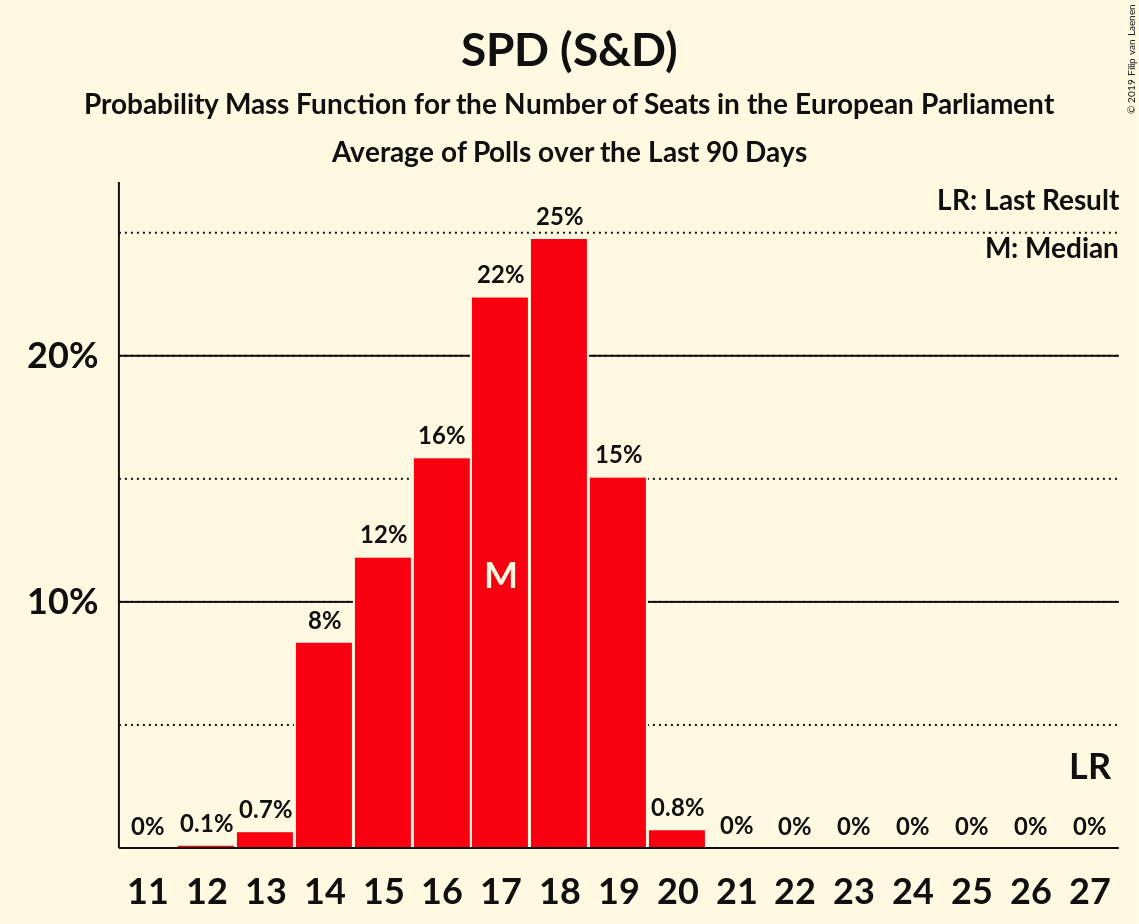 SPD (S&D)
Probability Mass Function for the Number of Seats in the European Parliament
Average of Polls over the Last 90 Days
© 2019 Filip van Laenen
LR: Last Result
M: Median
20%
10%
0%
0.1%
0.7%
8%
12%
16%
22%
25%
15%
0.8%
0%
0%
0%
0%
0%
0%
0%
M
LR
11 12 13 14 15 16 17 18 19 20 21 22 23 24 25 26 27